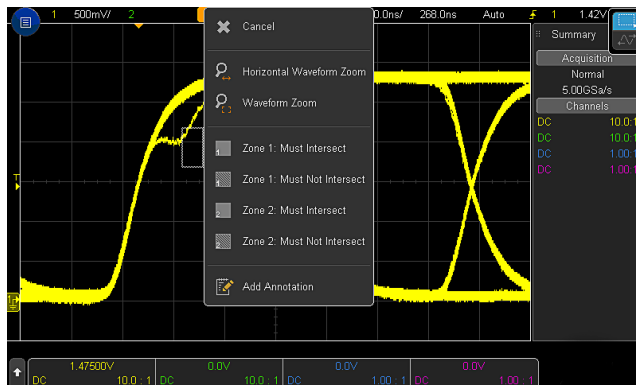 1 500mV/ 2 0.0ns/ 268.0ns Auto 1 1.42V
Cancel
Horizontal Waveform Zoom
Waveform Zoom
1 Zone 1: Must Intersect
1 Zone 1: Must Not Intersect
2 Zone 2: Must Intersect
2 Zone 2: Must Not Intersect
Add Annotation
Summary
Acquisition
Normal
5.00GSa/s
Channels
DC 10.0:1
DC 10.0:1
DC 1.00:1
DC 1.00:1
T
1
1.47500V 0.0V 0.0V 0.0V
DC 10.0 : 1 DC 10.0 : 1 DC 1.00 : 1 DC 1.00 : 1